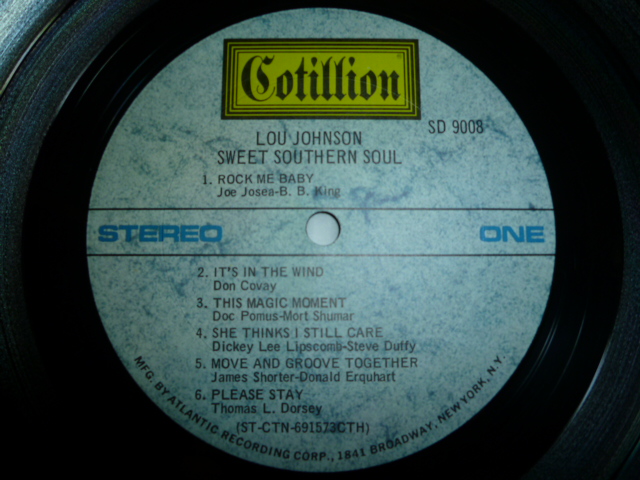 Cotillion
SD 9008
LOU JOHNSON
SWEET SOUTHERN SOUL
1. ROCK ME BABY
Joe Josea-B. B. King
STEREO ONE
2. IT'S IN THE WIND
Don Covay
3. THIS MAGIC MOMENT
Doc Pomus-Mort Shumar
4. SHE THINKS I STILL CARE
Dickey Lee Lipscomb-Steve Duffy
5. MOVE AND GROOVE TOGETHER
James Shorter-Donald Erquhart
6. PLEASE STAY
Thomas L. Dorsey
(ST-CTN-691573CTH)
MFG. BY ATLANTIC RECORDING CORP., 1841 BROADWAY, NEW YORK, N.Y.